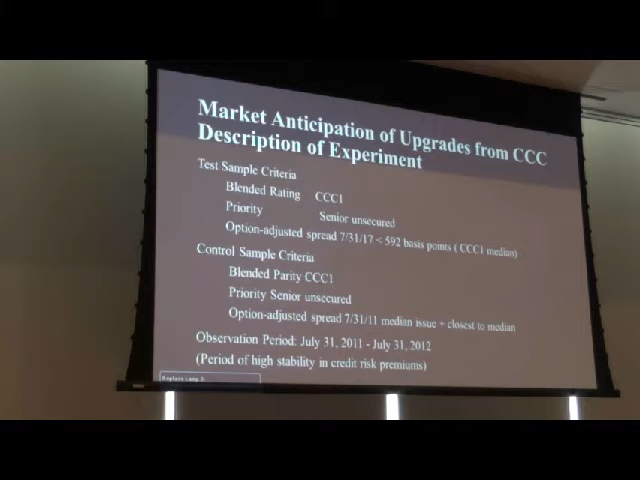 Market Anticipation of Upgrades from CCC
Description of Experiment
Test Sample Criteria
Blended Rating CCC1
Priority Senior unsecured
Option-adjusted spread 7/31/17 < 592 basis points ( CCC1 median)
Control Sample Criteria
Blended Parity CCC1
Priority Senior unsecured
Option-adjusted spread 7/31/11 median issue + closest to median
Observation Period: July 31, 2011 - July 31, 2012
(Period of high stability in credit risk premiums)
Replace Lamp